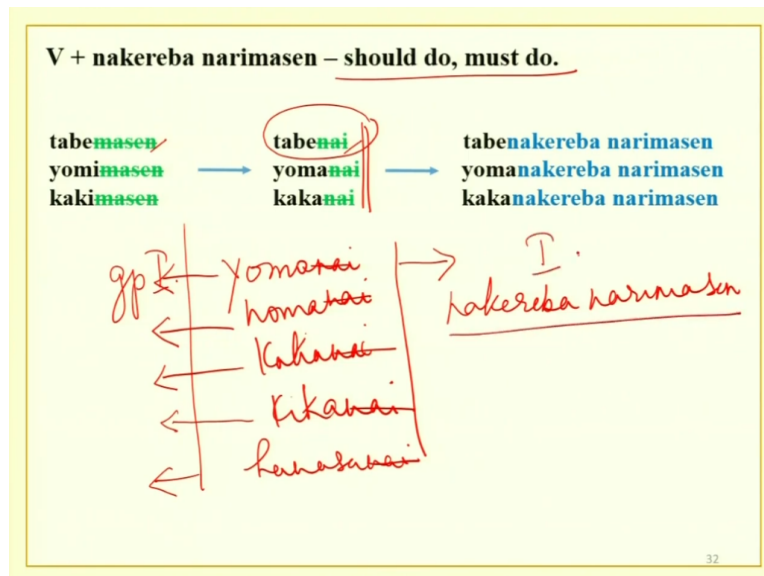 V + nakereba narimasen – should do, must do.
tabemasen tabenai tabenakereba narimasen
yomimasen yomanai yomanakereba narimasen
kakimasen kakanai kakanakereba narimasen
gp I yomanai I.
nomanai nakereba narimasen
Kakanai
Kikanai
hanasanai
32